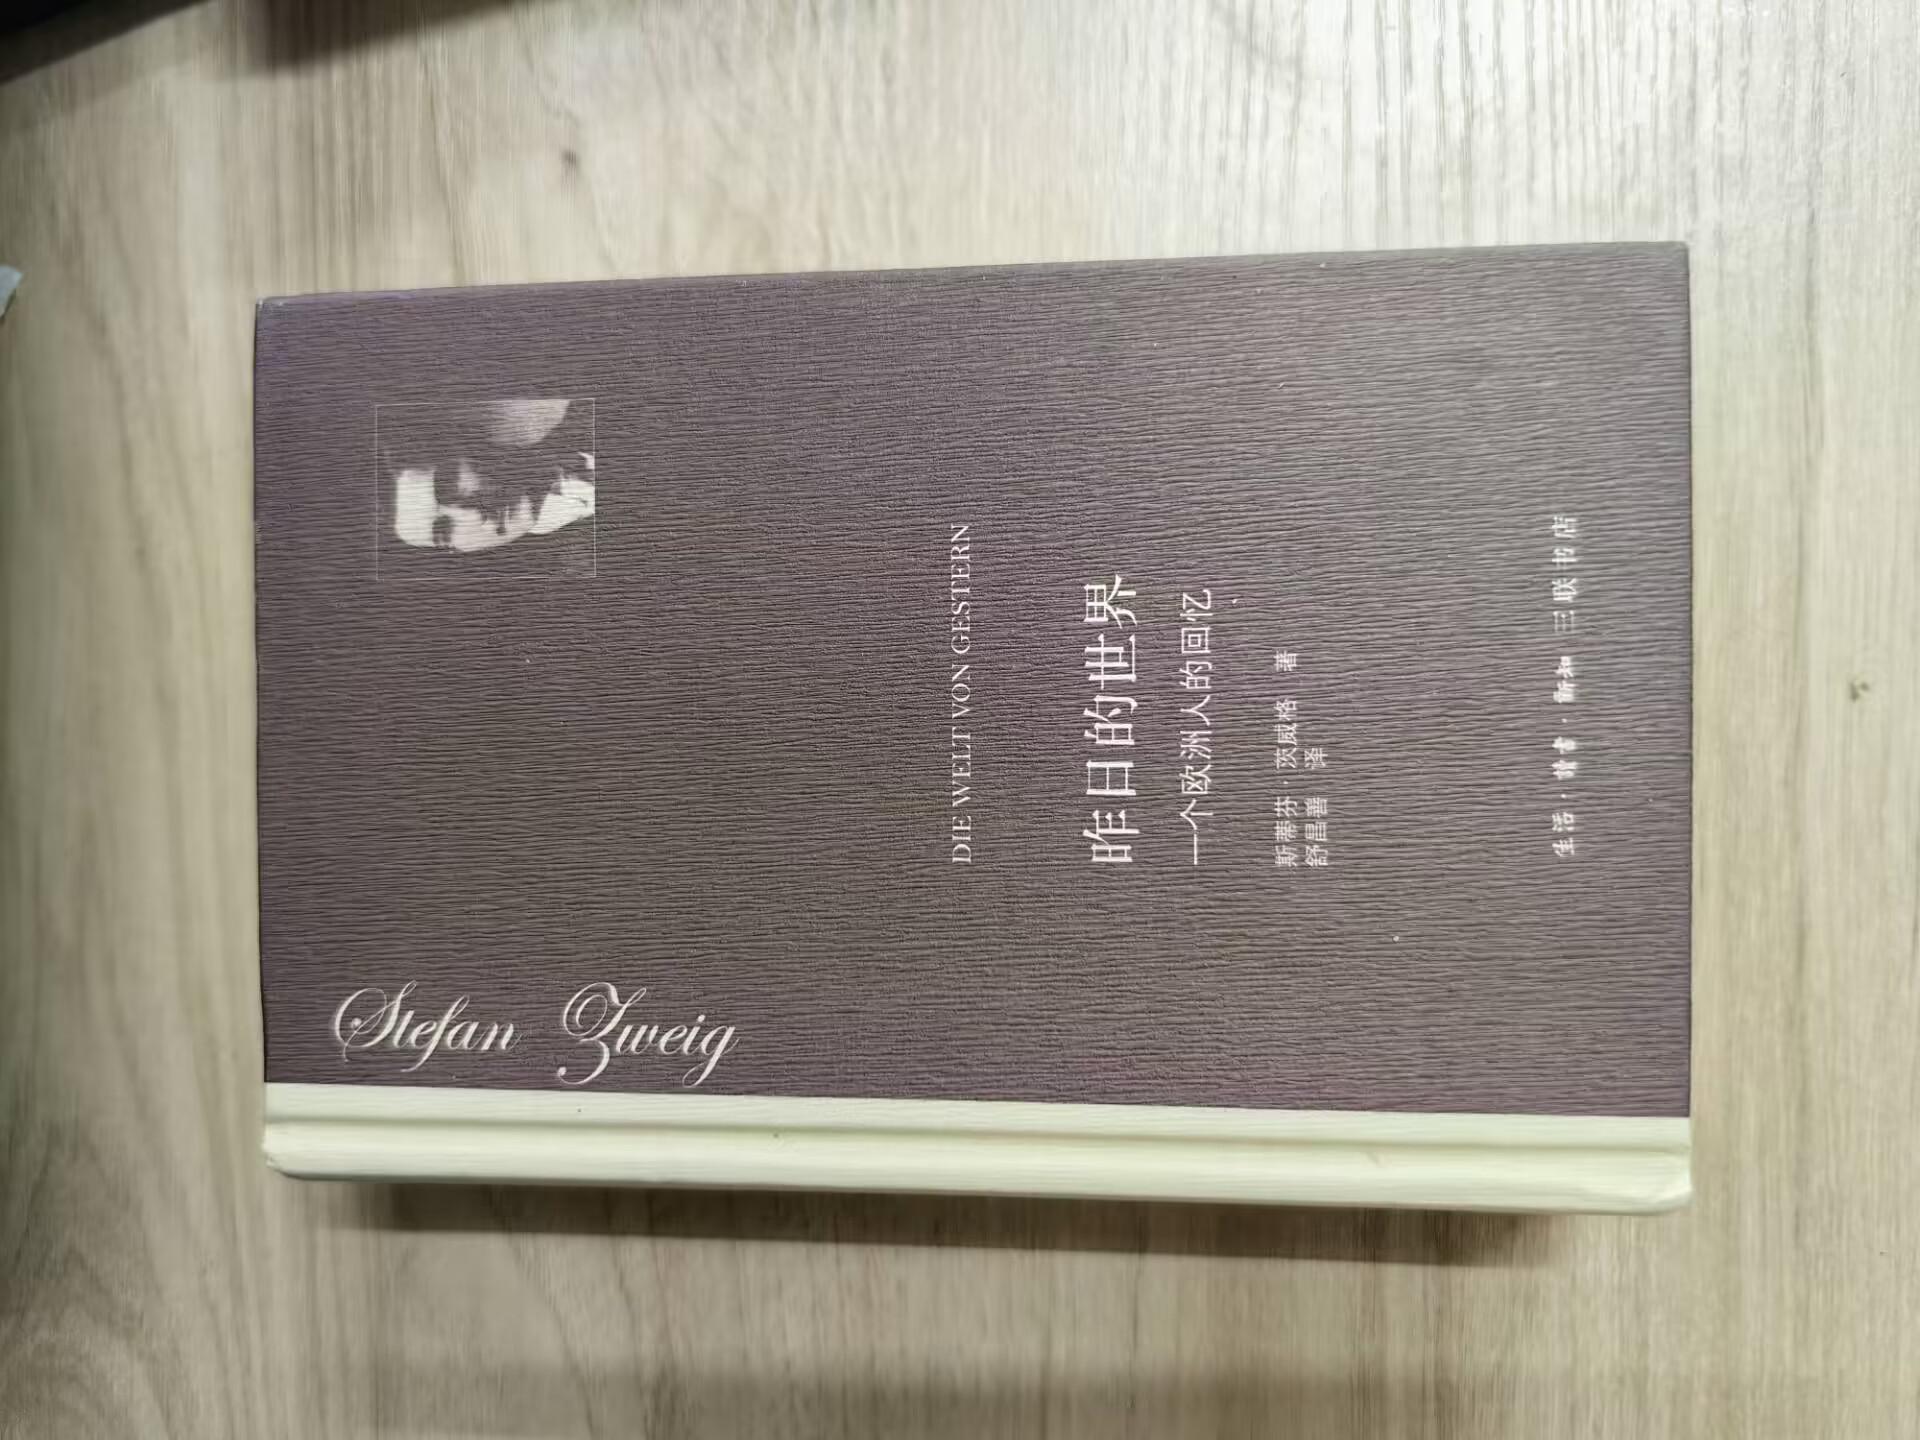 Stefan Zweig
DIE WELT VON GESTERN
昨日的世界
一个欧洲人的回忆
斯蒂芬·茨威格 著
舒昌善 译
生活·讀書·新知 三联书店